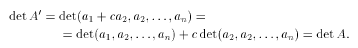 det A′ = det(a₁ + ca₂, a₂, . . . , aₙ) =
= det(a₁, a₂, . . . , aₙ) + c det(a₂, a₂, . . . , aₙ) = det A.